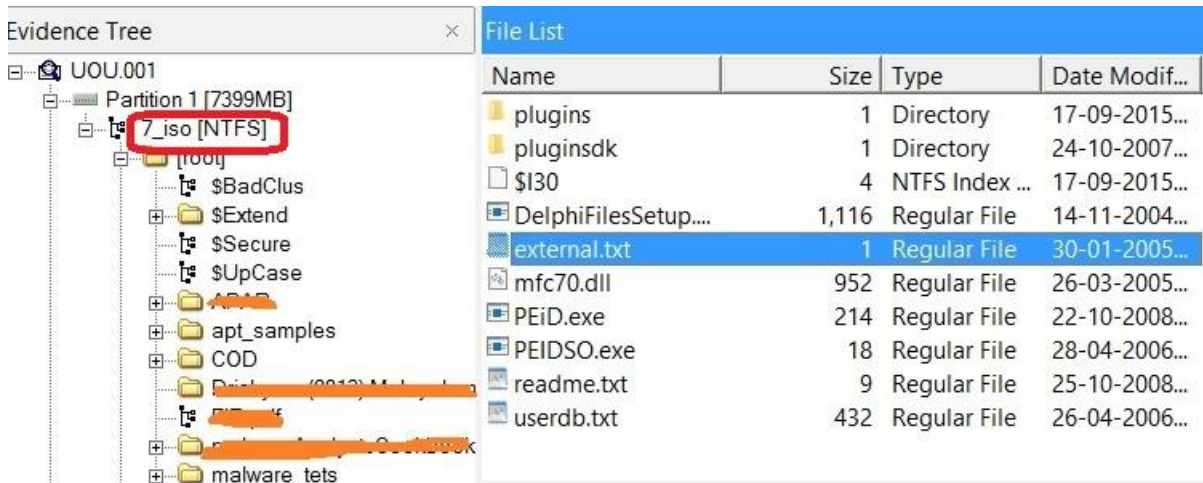 Evidence Tree ×
UOU.001
Partition 1 [7399MB]
7_iso [NTFS]
[root]
$BadClus
$Extend
$Secure
$UpCase
apt_samples
COD
malware_tets
File List
Name Size Type Date Modif...
plugins 1 Directory 17-09-2015...
pluginsdk 1 Directory 24-10-2007...
$I30 4 NTFS Index ... 17-09-2015...
DelphiFilesSetup.... 1,116 Regular File 14-11-2004...
external.txt 1 Regular File 30-01-2005...
mfc70.dll 952 Regular File 26-03-2005...
PEiD.exe 214 Regular File 22-10-2008...
PEIDSO.exe 18 Regular File 28-04-2006...
readme.txt 9 Regular File 25-10-2008...
userdb.txt 432 Regular File 26-04-2006...